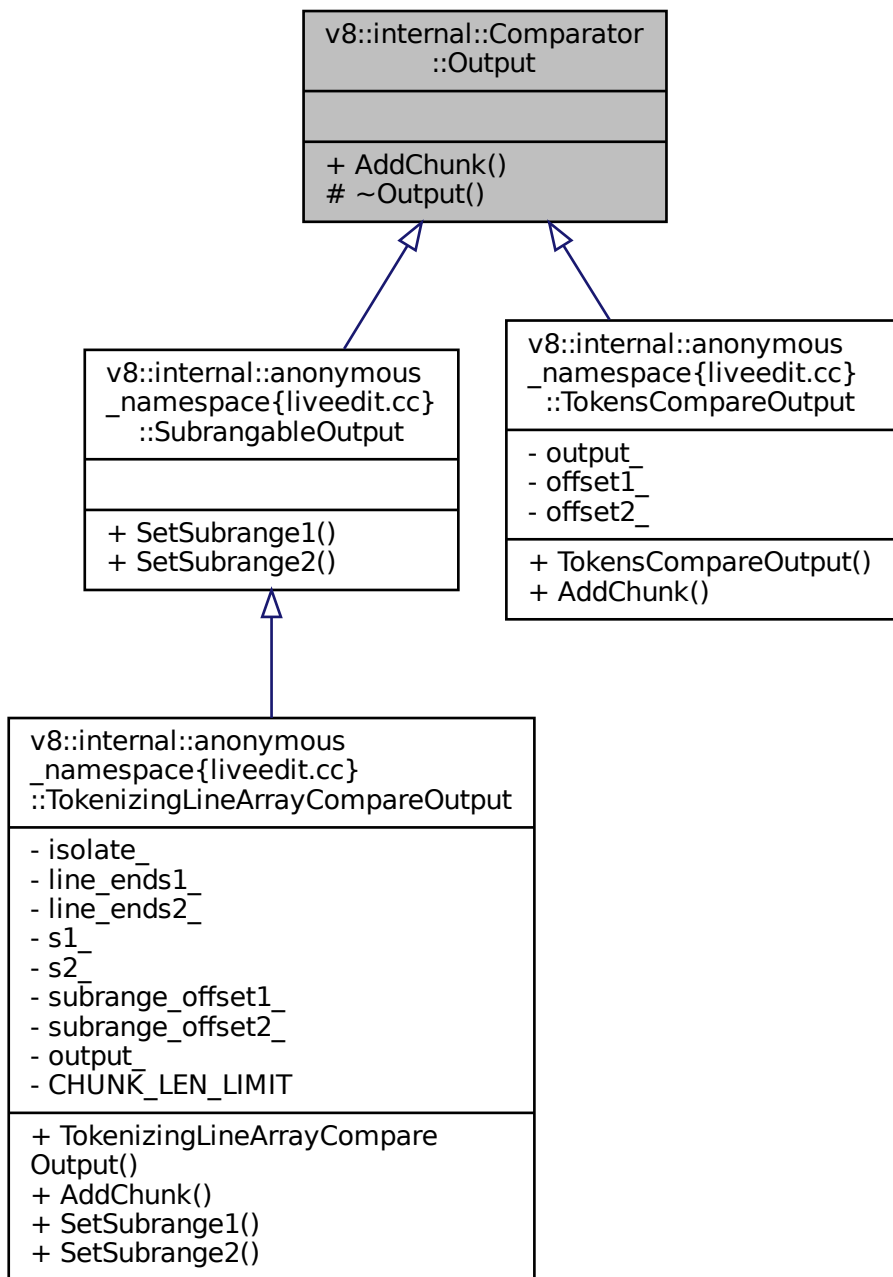 v8::internal::Comparator
::Output
+ AddChunk()
# ~Output()
v8::internal::anonymous
_namespace{liveedit.cc}
::SubrangableOutput
+ SetSubrange1()
+ SetSubrange2()
v8::internal::anonymous
_namespace{liveedit.cc}
::TokensCompareOutput
- output_
- offset1_
- offset2_
+ TokensCompareOutput()
+ AddChunk()
v8::internal::anonymous
_namespace{liveedit.cc}
::TokenizingLineArrayCompareOutput
- isolate_
- line_ends1_
- line_ends2_
- s1_
- s2_
- subrange_offset1_
- subrange_offset2_
- output_
- CHUNK_LEN_LIMIT
+ TokenizingLineArrayCompare
Output()
+ AddChunk()
+ SetSubrange1()
+ SetSubrange2()